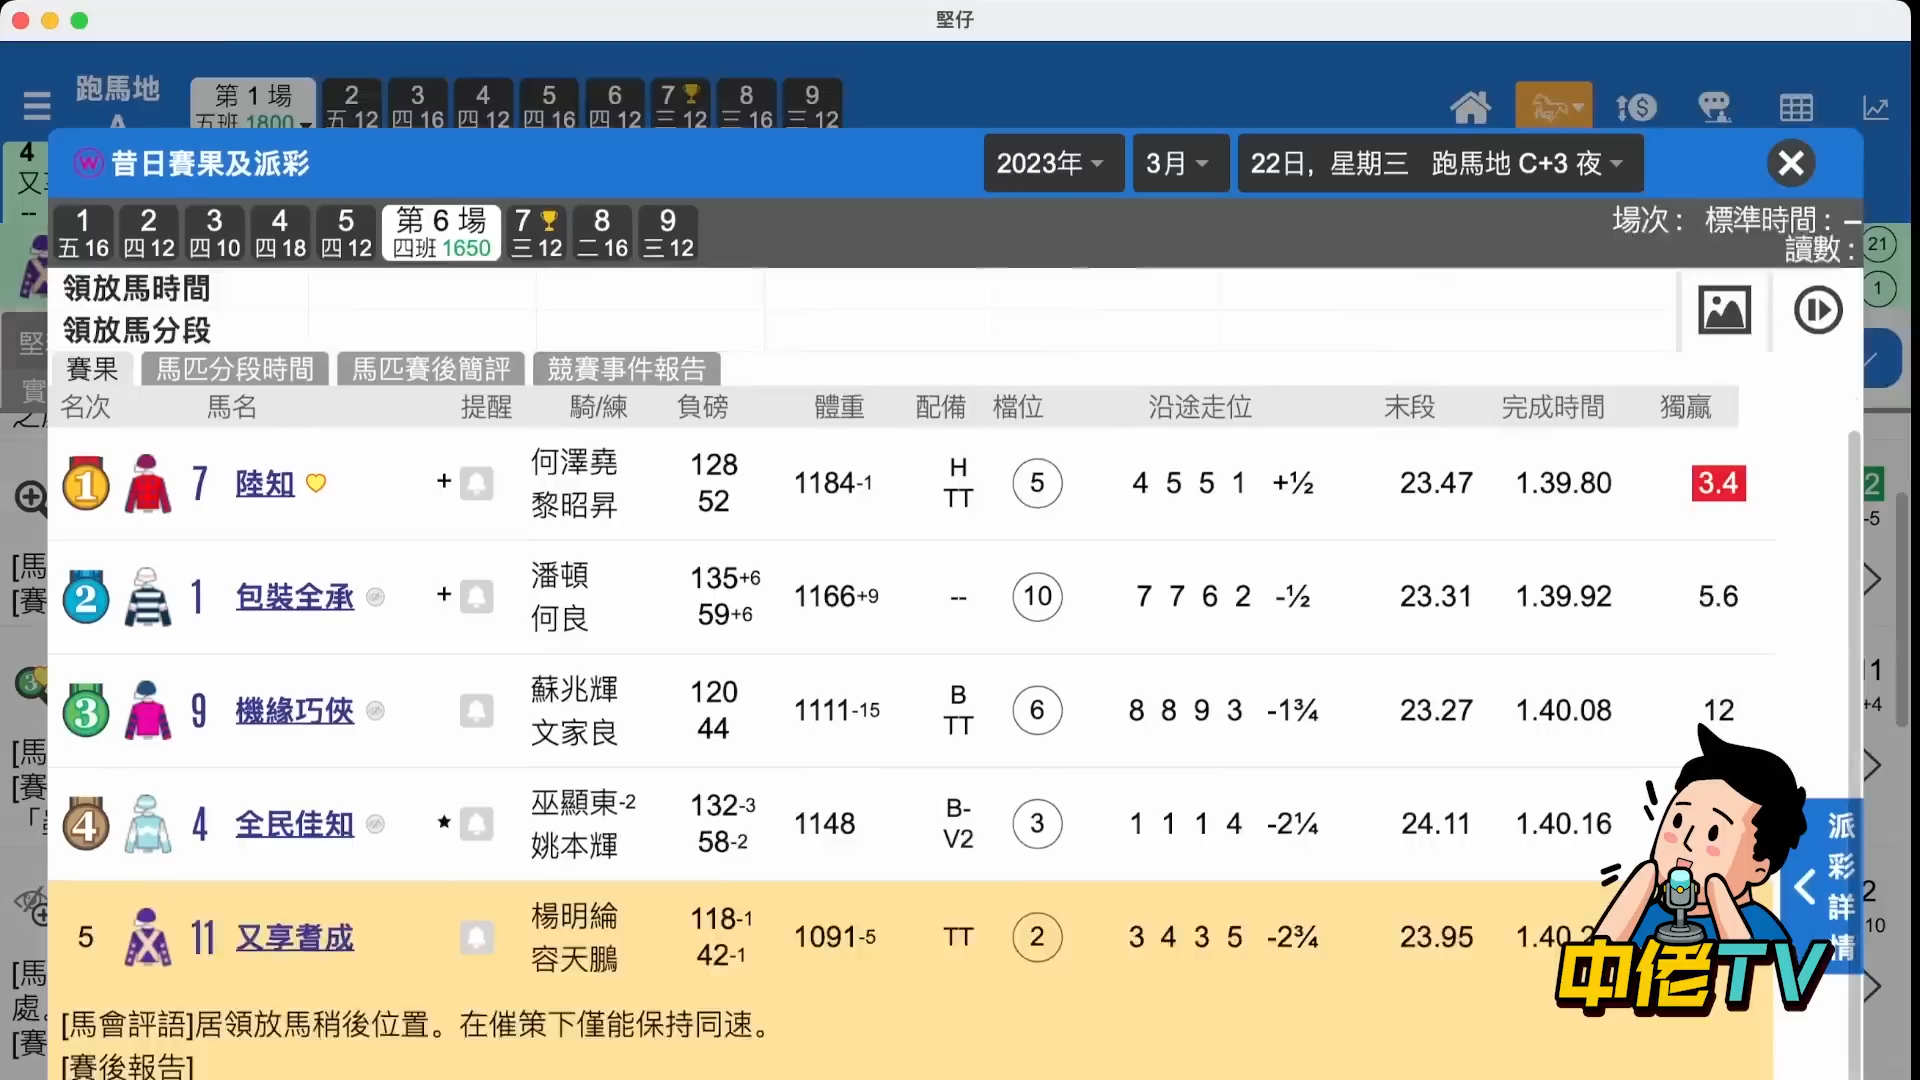 堅仔
跑馬地
A
第 1 場 2 3 4 5 6 7 8 9
五班 1800 五 12 四 16 四 12 四 16 四 12 三 12 三 16 三 12
4
昔日賽果及派彩
2023年 3月 22日, 星期三 跑馬地 C+3 夜
1 2 3 4 5 第 6 場 7 8 9
五 16 四 12 四 10 四 18 四 12 四班 1650 三 12 二 16 三 12
場次 : 標準時間 : –
讀數 :
21
1
領放馬時間
領放馬分段
賽果 馬匹分段時間 馬匹賽後簡評 競賽事件報告
名次 馬名 提醒 騎/練 負磅 體重 配備 檔位 沿途走位 末段 完成時間 獨贏
1 7 陸知 + 何澤堯 黎昭昇 128 52 1184-1 H TT 5 4 5 5 1 +½ 23.47 1.39.80 3.4
2 1 包裝全承 + 潘頓 何良 135+6 59+6 1166+9 -- 10 7 7 6 2 -½ 23.31 1.39.92 5.6
3 9 機緣巧俠 蘇兆輝 文家良 120 44 1111-15 B TT 6 8 8 9 3 -1¾ 23.27 1.40.08 12
4 4 全民佳知 ★ 巫顯東-2 姚本輝 132-3 58-2 1148 B- V2 3 1 1 1 4 -2¼ 24.11 1.40.16
5 11 又享耆成 楊明綸 容天鵬 118-1 42-1 1091-5 TT 2 3 4 3 5 -2¾ 23.95
[馬會評語]居領放馬稍後位置。在催策下僅能保持同速。
[賽後報告]
派彩詳情
中佬TV